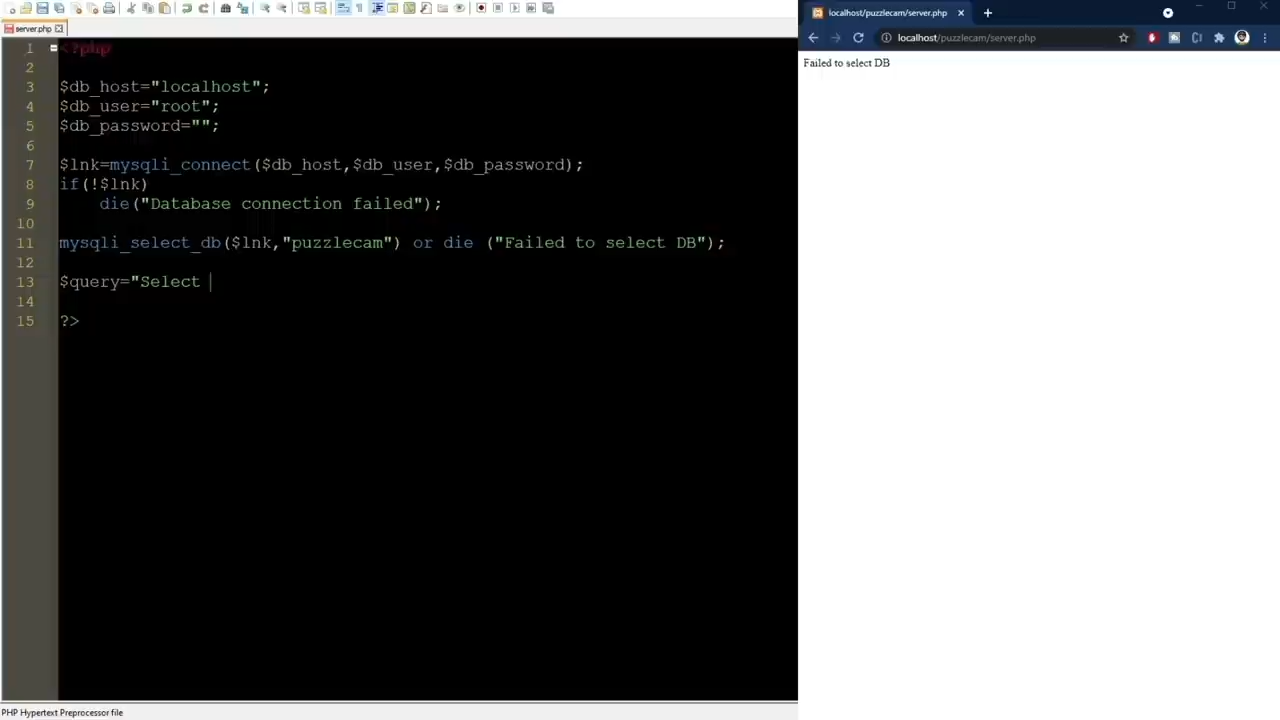 server.php
1 <?php
2
3 $db_host="localhost";
4 $db_user="root";
5 $db_password="";
6
7 $lnk=mysqli_connect($db_host,$db_user,$db_password);
8 if(!$lnk)
9 die("Database connection failed");
10
11 mysqli_select_db($lnk,"puzzlecam") or die ("Failed to select DB");
12
13 $query="Select
14
15 ?>
PHP Hypertext Preprocessor file
localhost/puzzlecam/server.php
localhost/puzzlecam/server.php
Failed to select DB